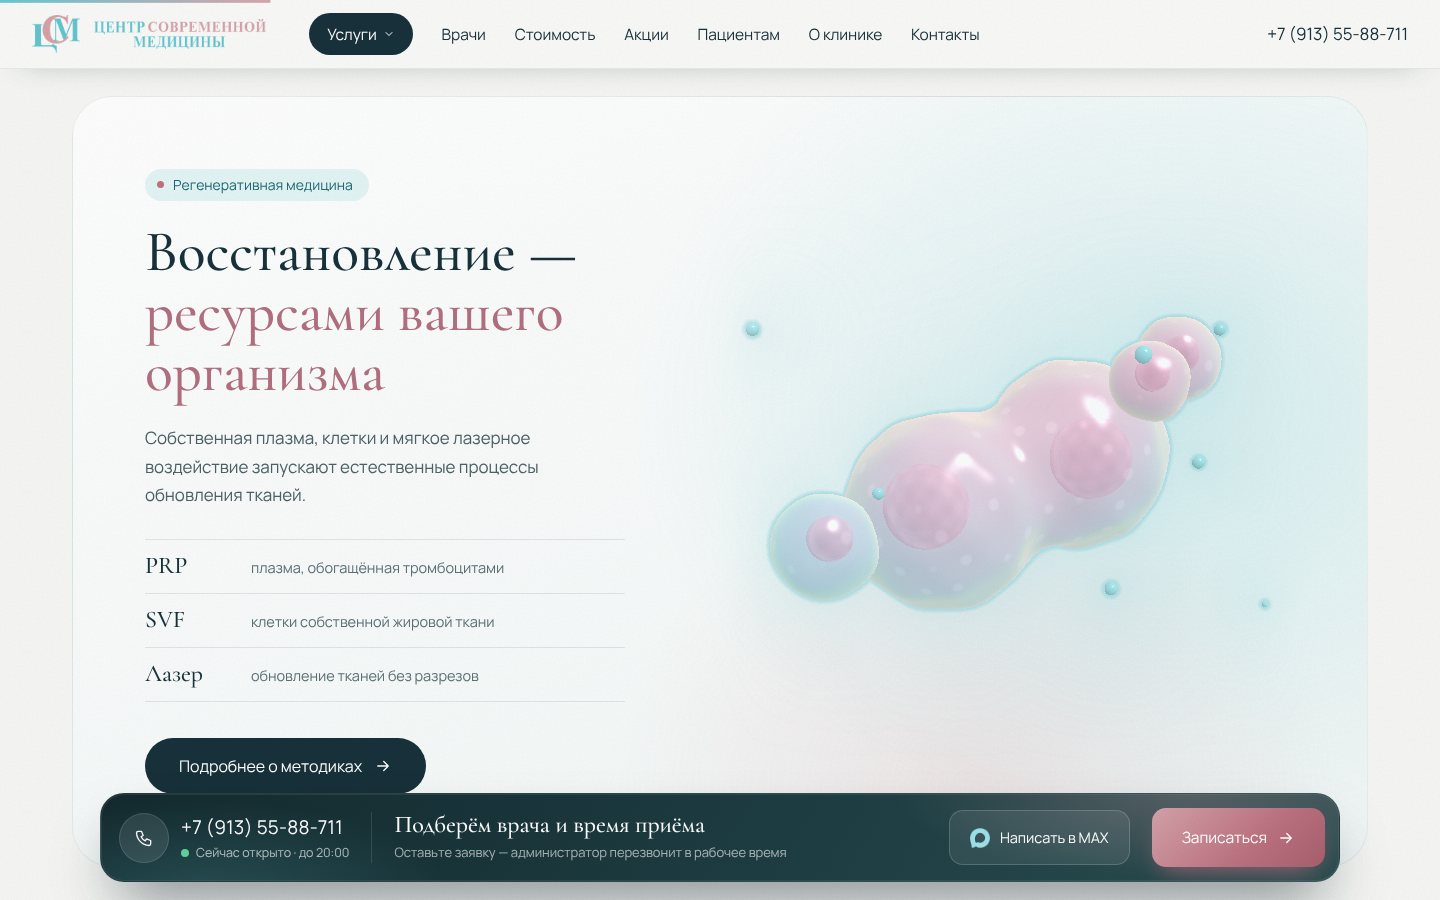 ЦСМ
ЦЕНТР СОВРЕМЕННОЙ
МЕДИЦИНЫ
Услуги
Врачи
Стоимость
Акции
Пациентам
О клинике
Контакты
+7 (913) 55-88-711
Регенеративная медицина
Восстановление —
ресурсами вашего
организма
Собственная плазма, клетки и мягкое лазерное
воздействие запускают естественные процессы
обновления тканей.
PRP плазма, обогащённая тромбоцитами
SVF клетки собственной жировой ткани
Лазер обновление тканей без разрезов
Подробнее о методиках →
+7 (913) 55-88-711
Сейчас открыто · до 20:00
Подберём врача и время приёма
Оставьте заявку — администратор перезвонит в рабочее время
Написать в MAX
Записаться →